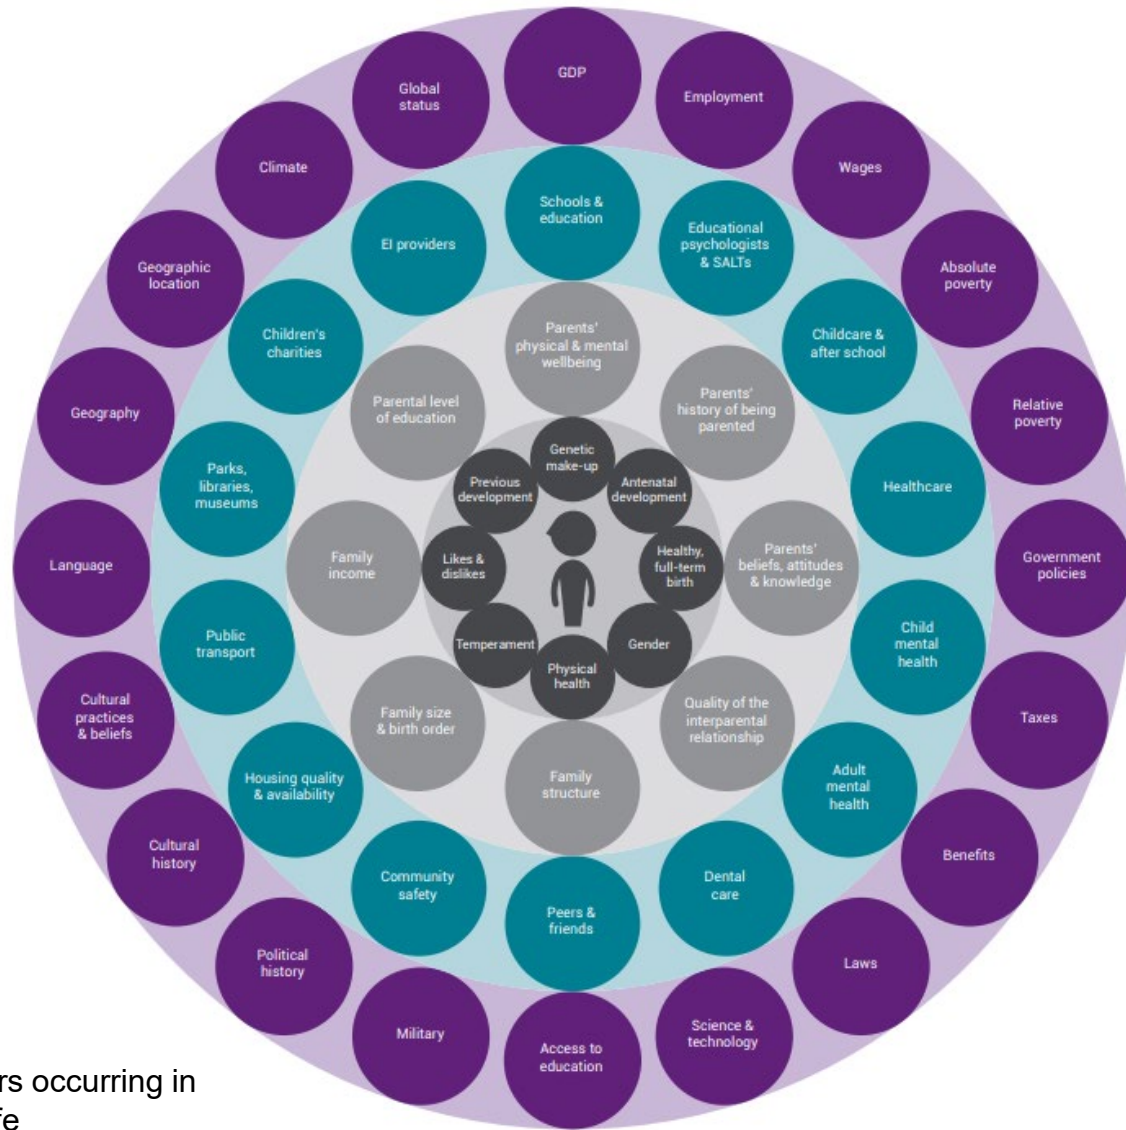 GDP
Employment
Wages
Absolute
poverty
Relative
poverty
Government
policies
Taxes
Benefits
Laws
Science &
technology
Access to
education
Military
Political
history
Cultural
history
Cultural
practices
& beliefs
Language
Geography
Geographic
location
Climate
Global
status
Schools &
education
Educational
psychologists
& SALTs
Childcare &
after school
Healthcare
Child
mental
health
Adult
mental
health
Dental
care
Peers &
friends
Community
safety
Housing quality
& availability
Public
transport
Parks,
libraries,
museums
Children's
charities
EI providers
Parents'
physical & mental
wellbeing
Parents'
history of being
parented
Parents'
beliefs, attitudes
& knowledge
Quality of the
interparental
relationship
Family
structure
Family size
& birth order
Family
income
Parental level
of education
Genetic
make-up
Antenatal
development
Healthy,
full-term
birth
Gender
Physical
health
Temperament
Likes &
dislikes
Previous
development
occurring in